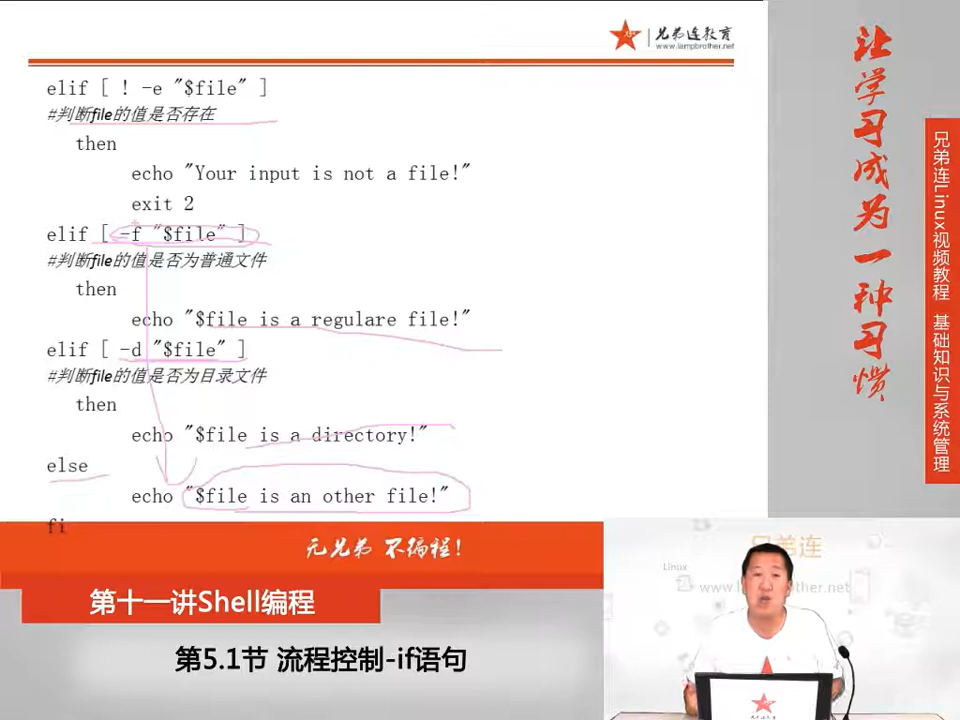 兄弟连教育
www.lampbrother.net
elif [ ! -e "$file" ]
#判断file的值是否存在
then
echo "Your input is not a file!"
exit 2
elif [ -f "$file" ]
#判断file的值是否为普通文件
then
echo "$file is a regulare file!"
elif [ -d "$file" ]
#判断file的值是否为目录文件
then
echo "$file is a directory!"
else
echo "$file is an other file!"
fi
让学习成为一种习惯
兄弟连Linux视频教程 基础知识与系统管理
无兄弟 不编程!
第十一讲Shell编程
第5.1节 流程控制-if语句
兄弟连
Linux